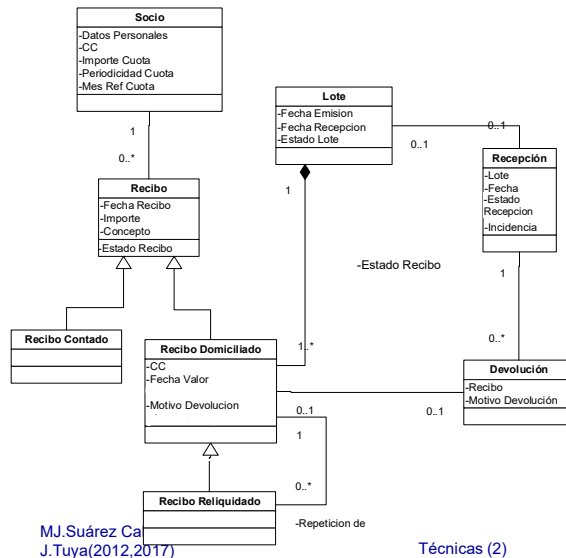 Socio
-Datos Personales
-CC
-Importe Cuota
-Periodicidad Cuota
-Mes Ref Cuota
1
0..*
Recibo
-Fecha Recibo
-Importe
-Concepto
-Estado Recibo
Recibo Contado
Lote
-Fecha Emision
-Fecha Recepcion
-Estado Lote
0..1
0..1
1
Recepción
-Lote
-Fecha
-Estado
Recepcion
-Incidencia
1
-Estado Recibo
0..*
1..*
Recibo Domiciliado
-CC
-Fecha Valor
-Motivo Devolucion
0..1
1
0..1
Devolución
-Recibo
-Motivo Devolución
0..*
Recibo Reliquidado
-Repeticion de
MJ.Suárez Ca
J.Tuya(2012,2017)
Técnicas (2)